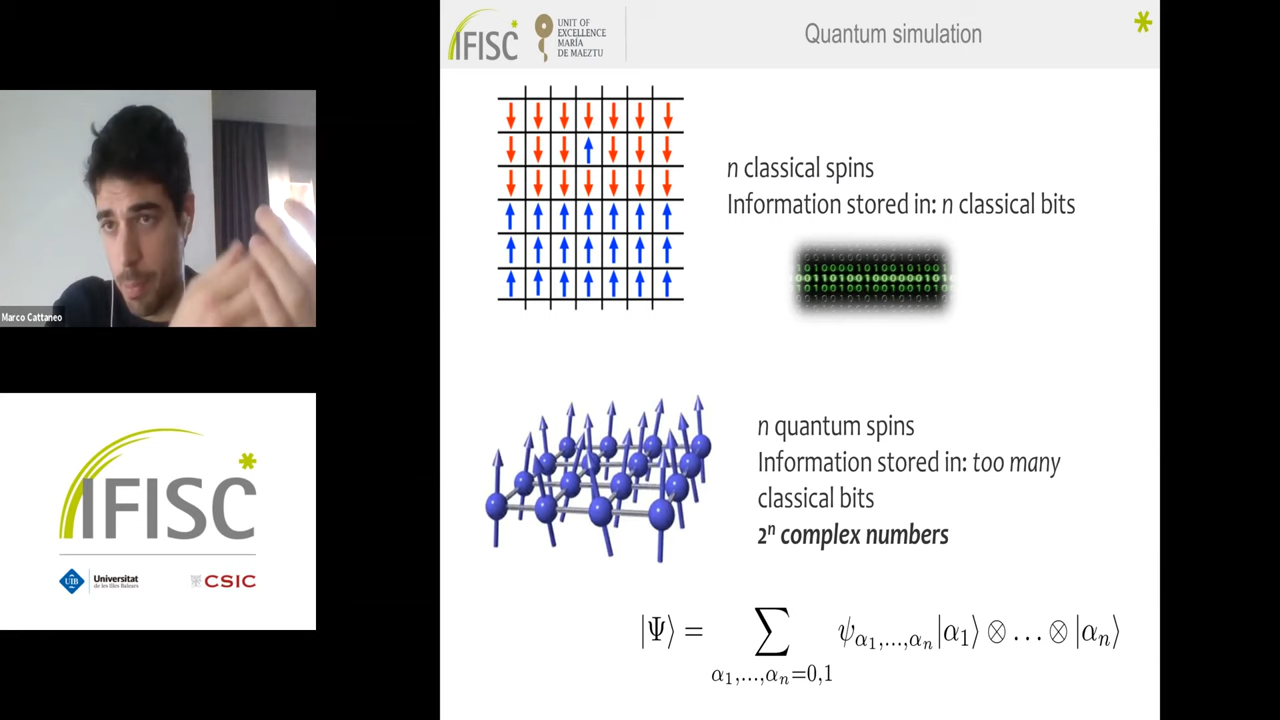 IFISC
UNIT OF
EXCELLENCE
MARÍA
DE MAEZTU
Quantum simulation
n classical spins
Information stored in: n classical bits
Marco Cattaneo
n quantum spins
Information stored in: too many
classical bits
2ⁿ complex numbers
|Ψ⟩ = ∑ ψ_{α₁,...,αₙ} |α₁⟩ ⊗ ... ⊗ |αₙ⟩
α₁,...,αₙ=0,1
IFISC
UIB
Universitat
de les Illes Balears
CSIC